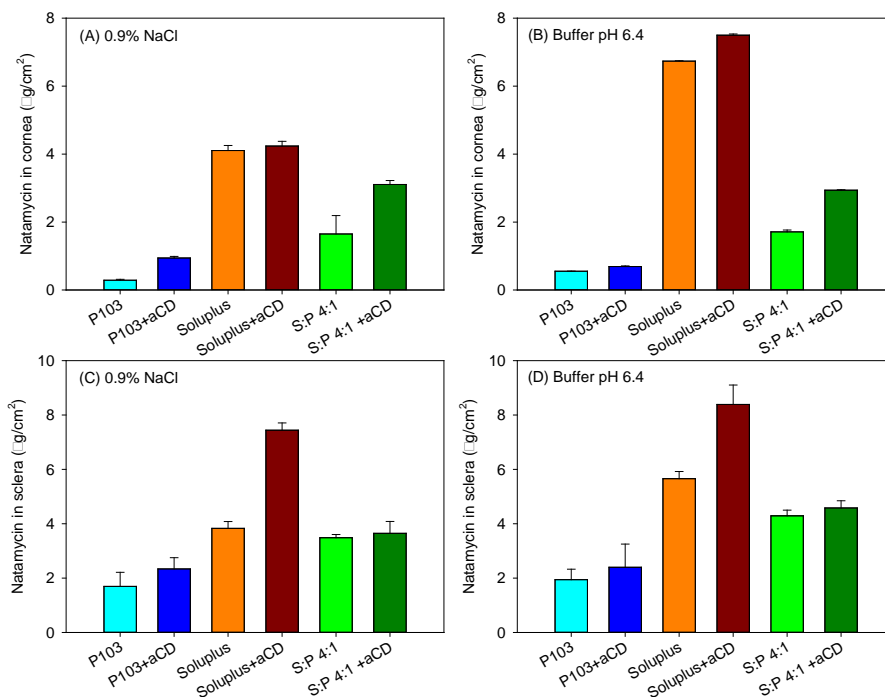 (A) 0.9% NaCl
Natamycin in cornea (□g/cm²)
8
6
4
2
0
P103
P103+aCD
Soluplus
Soluplus+aCD
S:P 4:1
S:P 4:1 +aCD
(B) Buffer pH 6.4
Natamycin in cornea (□g/cm²)
8
6
4
2
0
P103
P103+aCD
Soluplus
Soluplus+aCD
S:P 4:1
S:P 4:1 +aCD
(C) 0.9% NaCl
Natamycin in sclera (□g/cm²)
10
8
6
4
2
0
P103
P103+aCD
Soluplus
Soluplus+aCD
S:P 4:1
S:P 4:1 +aCD
(D) Buffer pH 6.4
Natamycin in sclera (□g/cm²)
10
8
6
4
2
0
P103
P103+aCD
Soluplus
Soluplus+aCD
S:P 4:1
S:P 4:1 +aCD